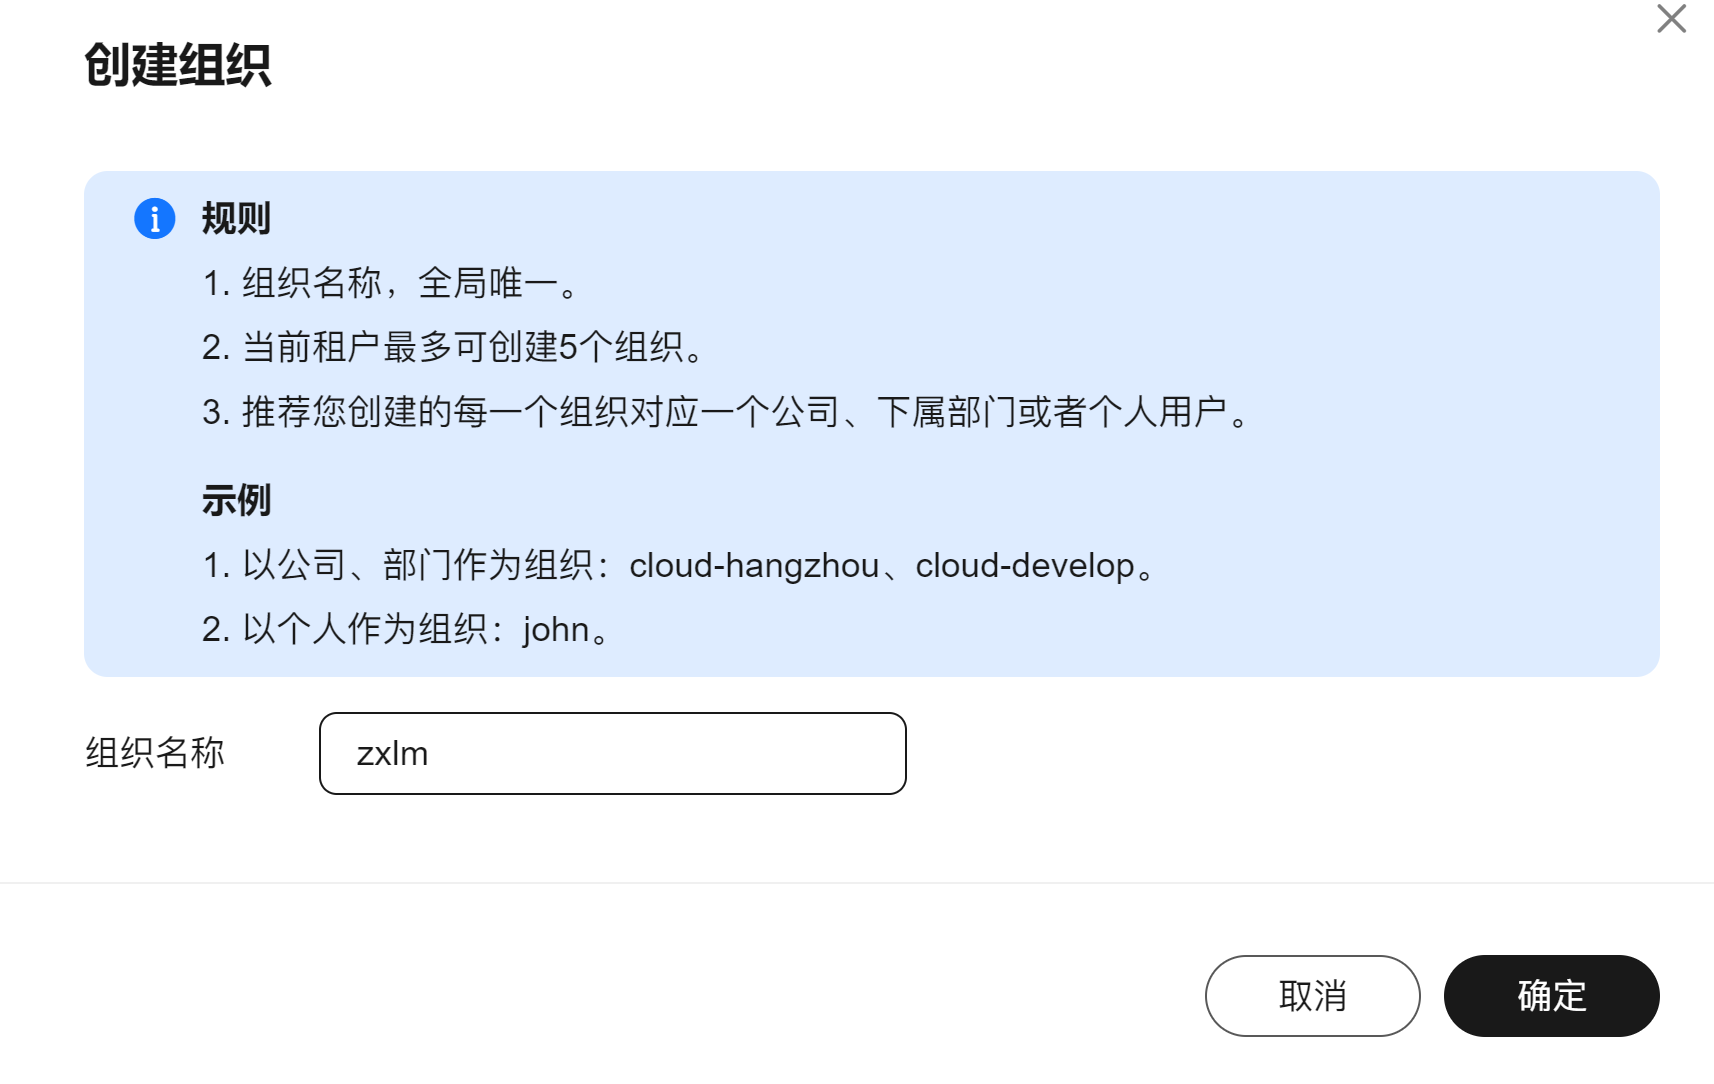 创建组织
规则
1. 组织名称，全局唯一。
2. 当前租户最多可创建5个组织。
3. 推荐您创建的每一个组织对应一个公司、下属部门或者个人用户。
示例
1. 以公司、部门作为组织：cloud-hangzhou、cloud-develop。
2. 以个人作为组织：john。
组织名称 zxlm
取消 确定